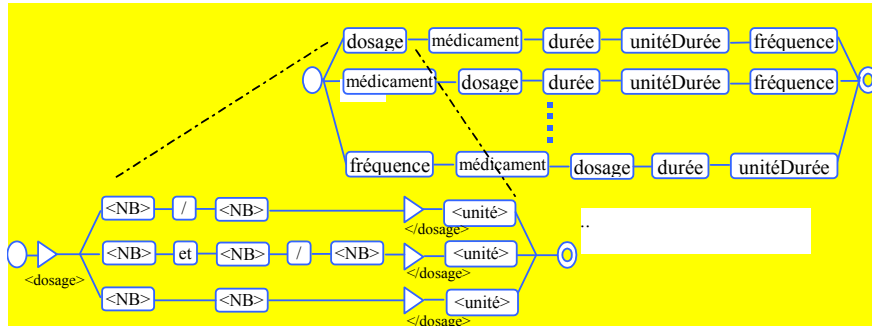 dosage médicament durée unitéDurée fréquence
médicament dosage durée unitéDurée fréquence
fréquence médicament dosage durée unitéDurée
<NB> / <NB> <unité>
</dosage>
<NB> et <NB> / <NB> <unité>
<dosage> </dosage>
<NB> <NB> <unité>
</dosage>
..